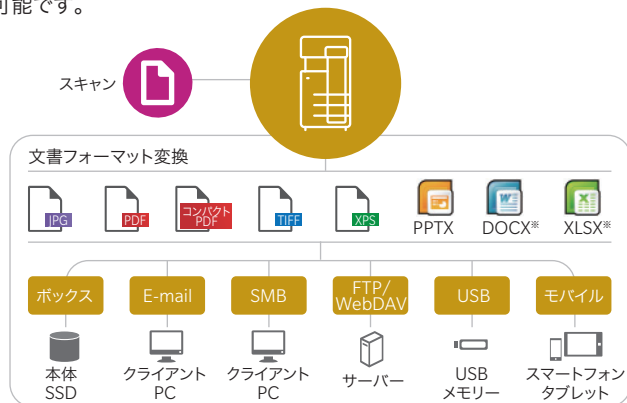 可能です。
スキャン
文書フォーマット変換
JPG
PDF
コンパクト
PDF
TIFF
XPS
PPTX
DOCX※
XLSX※
ボックス
E-mail
SMB
FTP/
WebDAV
USB
モバイル
本体
SSD
クライアント
PC
クライアント
PC
サーバー
USB
メモリー
スマートフォン
タブレット